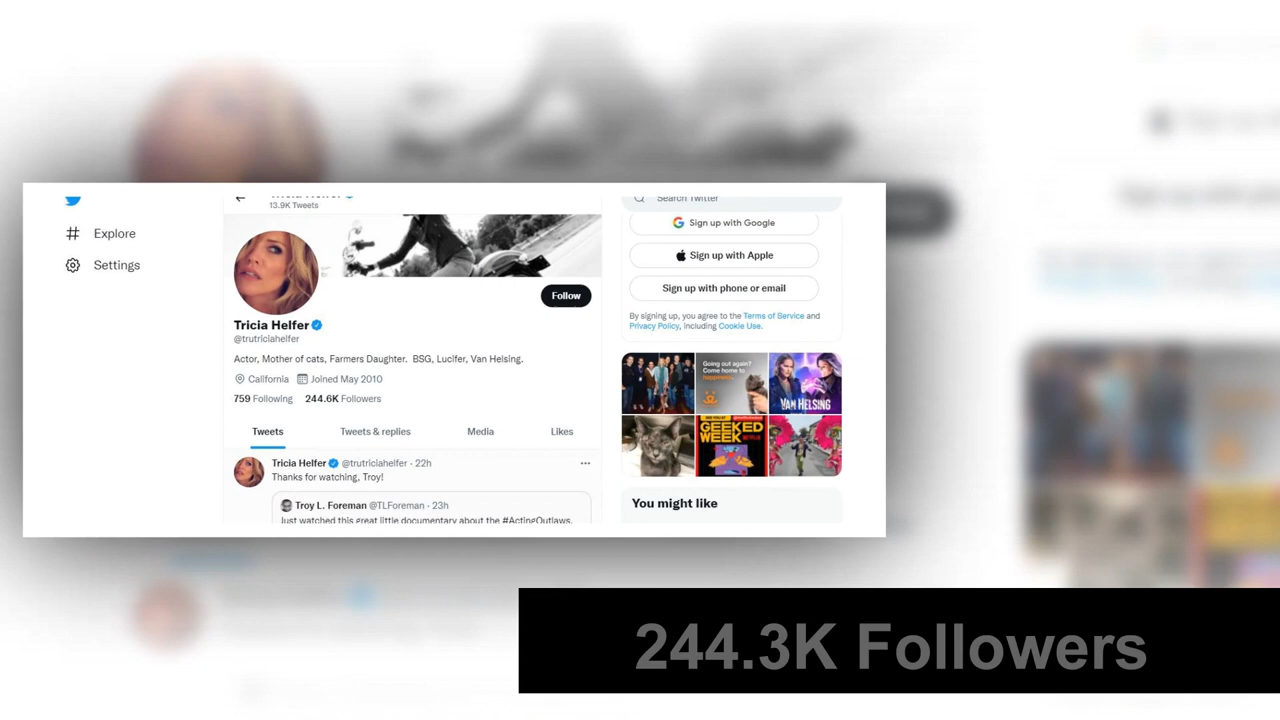 13.9K Tweets
Search Twitter
Explore
Settings
Sign up with Google
Sign up with Apple
Sign up with phone or email
By signing up, you agree to the Terms of Service and
Privacy Policy, including Cookie Use.
Follow
Tricia Helfer
@trutriciahelfer
Actor, Mother of cats, Farmers Daughter. BSG, Lucifer, Van Helsing.
California Joined May 2010
759 Following 244.6K Followers
Tweets Tweets & replies Media Likes
Tricia Helfer @trutriciahelfer · 22h
Thanks for watching, Troy!
Troy L. Foreman @TLForeman · 23h
Just watched this great little documentary about the #ActingOutlaws.
Going out again?
Come home to
happiness.
VAN HELSING
GEEKED
WEEK
You might like
244.3K Followers